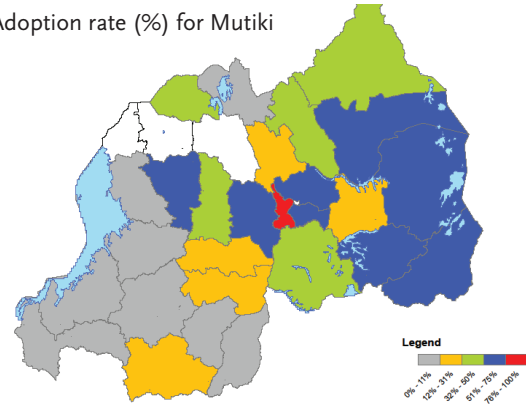 Adoption rate (%) for Mutiki
Legend
0% - 11%
12% - 31%
32% - 50%
51% - 75%
76% - 100%